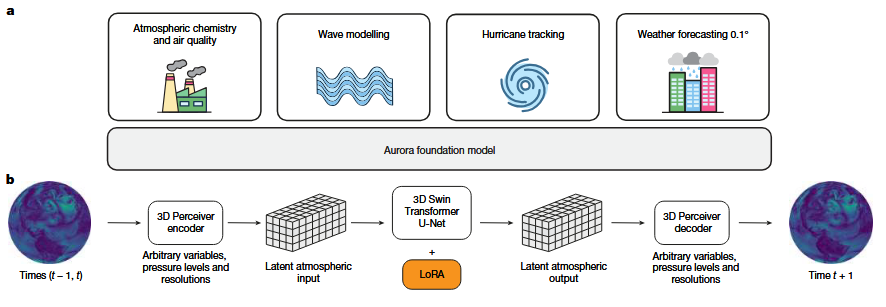 a
Atmospheric chemistry
and air quality
Wave modelling
Hurricane tracking
Weather forecasting 0.1°
Aurora foundation model
b
Times (t – 1, t)
3D Perceiver
encoder
Arbitrary variables,
pressure levels and
resolutions
Latent atmospheric
input
3D Swin
Transformer
U-Net
+
LoRA
Latent atmospheric
output
3D Perceiver
decoder
Arbitrary variables,
pressure levels and
resolutions
Time t + 1